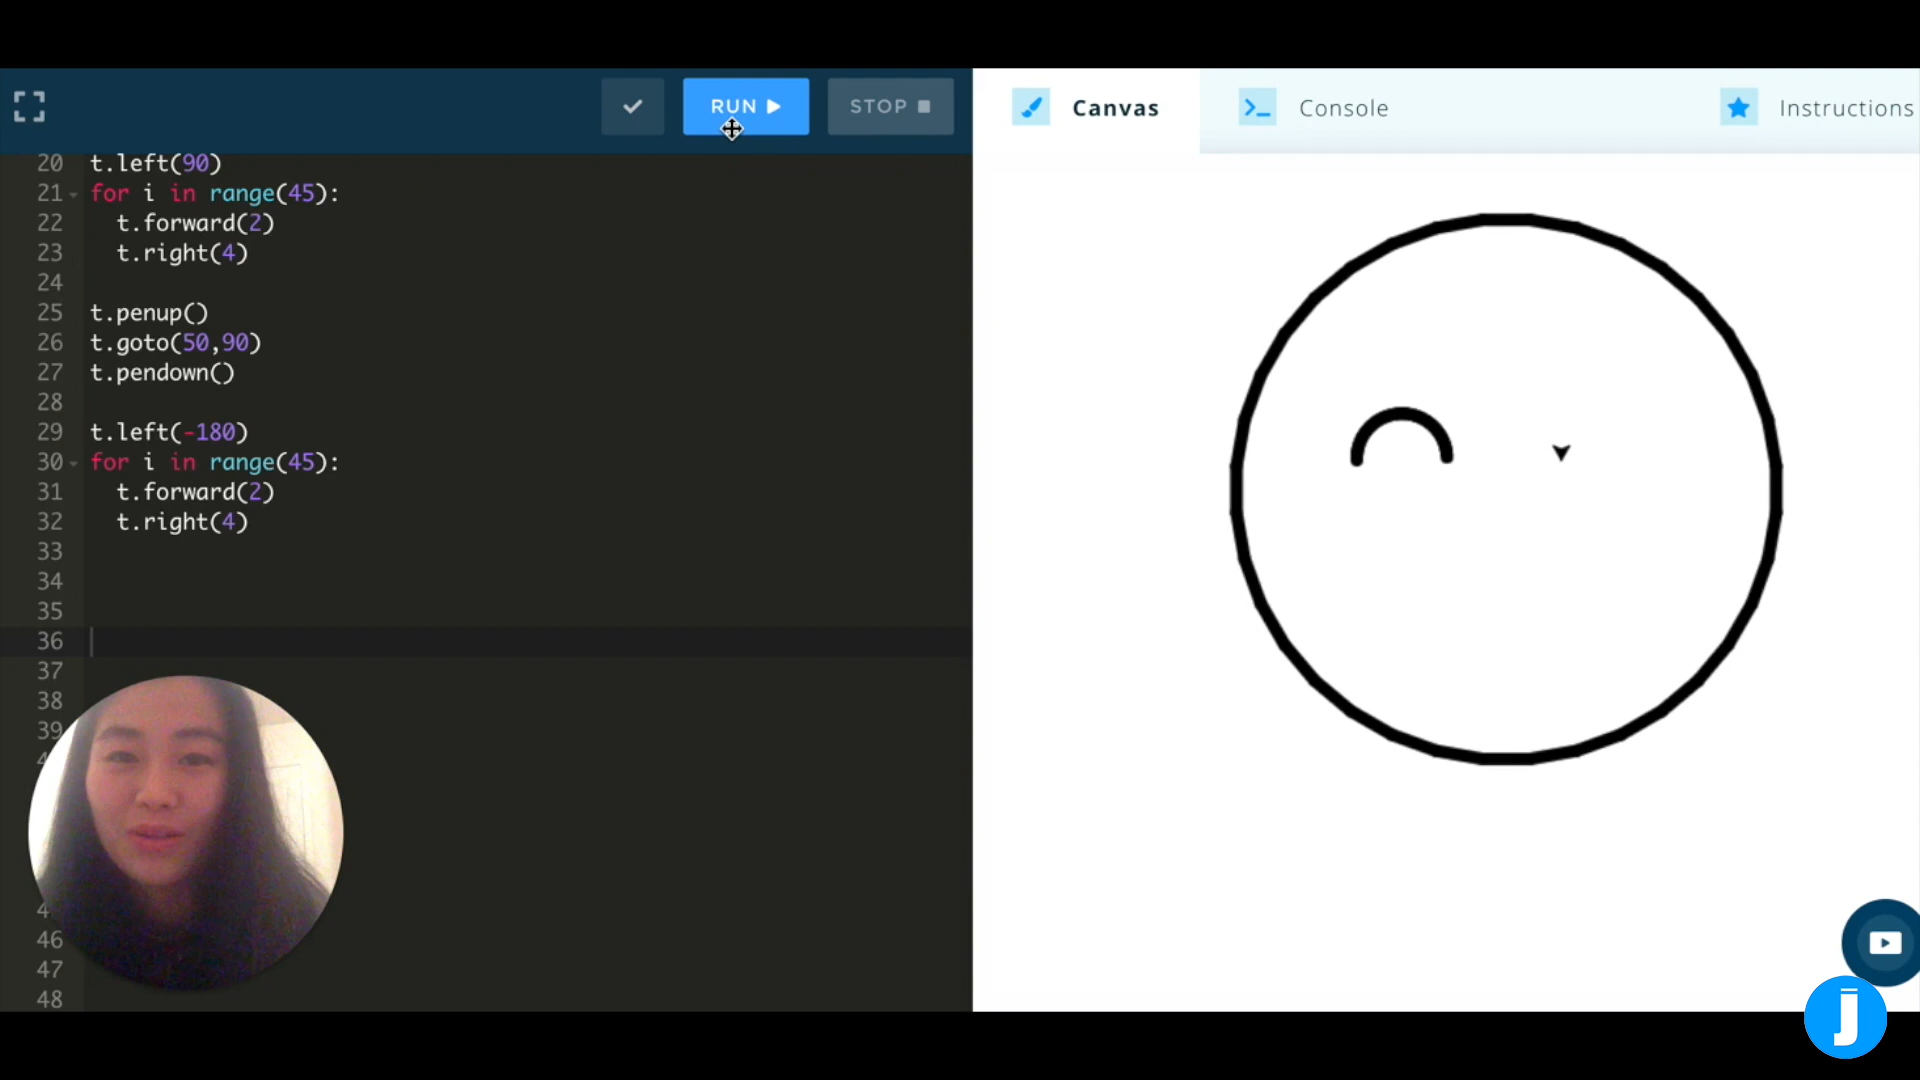 RUN
STOP
Canvas
Console
Instructions
20 t.left(90)
21 for i in range(45):
22 t.forward(2)
23 t.right(4)
24
25 t.penup()
26 t.goto(50,90)
27 t.pendown()
28
29 t.left(-180)
30 for i in range(45):
31 t.forward(2)
32 t.right(4)
33
34
35
36
37
38
39
46
47
48
J